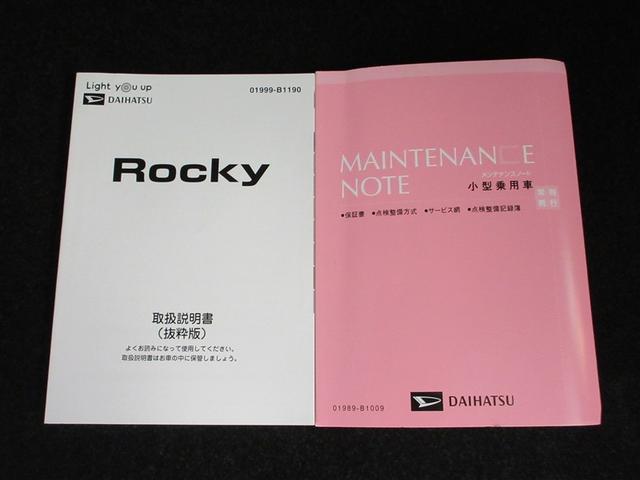 Light you up
DAIHATSU
01999-B1190
Rocky
取扱説明書
（抜粋版）
よくお読みになって使用してください。
取扱説明書はお車の中に保管しましょう。
MAINTENANCE
NOTE
メンテナンスノート
小型乗用車
●保証書 ●点検整備方式 ●サービス網 ●点検整備記録簿
常時
携行
01989-B1009
DAIHATSU